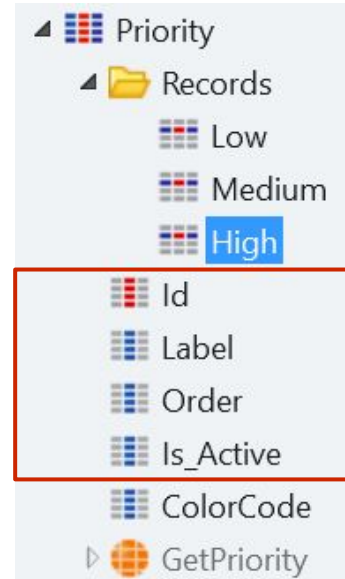 Priority
Records
Low
Medium
High
Id
Label
Order
Is_Active
ColorCode
GetPriority